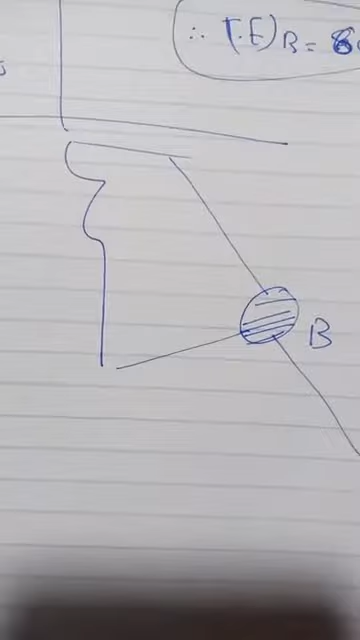 ∴ (T.E)B = 8
B